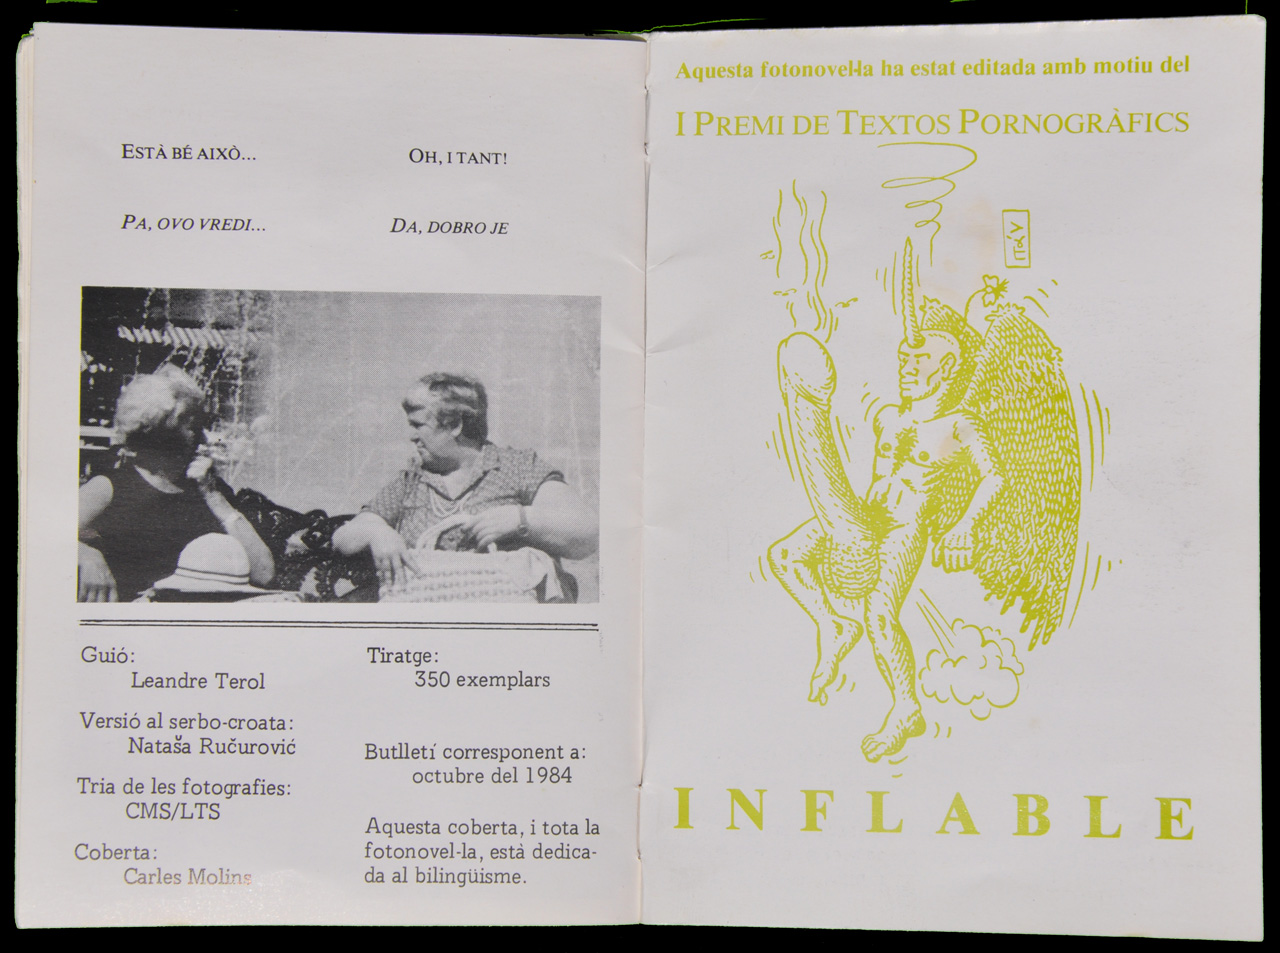 ESTÀ BÉ AIXÒ...
OH, I TANT!
PA, OVO VREDI...
DA, DOBRO JE
Guió:
Leandre Terol
Versió al serbo-croata:
Nataša Ručurović
Tria de les fotografies:
CMS/LTS
Coberta:
Carles Molins
Tiratge:
350 exemplars
Butlletí corresponent a:
octubre del 1984
Aquesta coberta, i tota la
fotonovel-la, està dedica-
da al bilingüisme.
Aquesta fotonovel·la ha estat editada amb motiu del
I PREMI DE TEXTOS PORNOGRÀFICS
INFLABLE